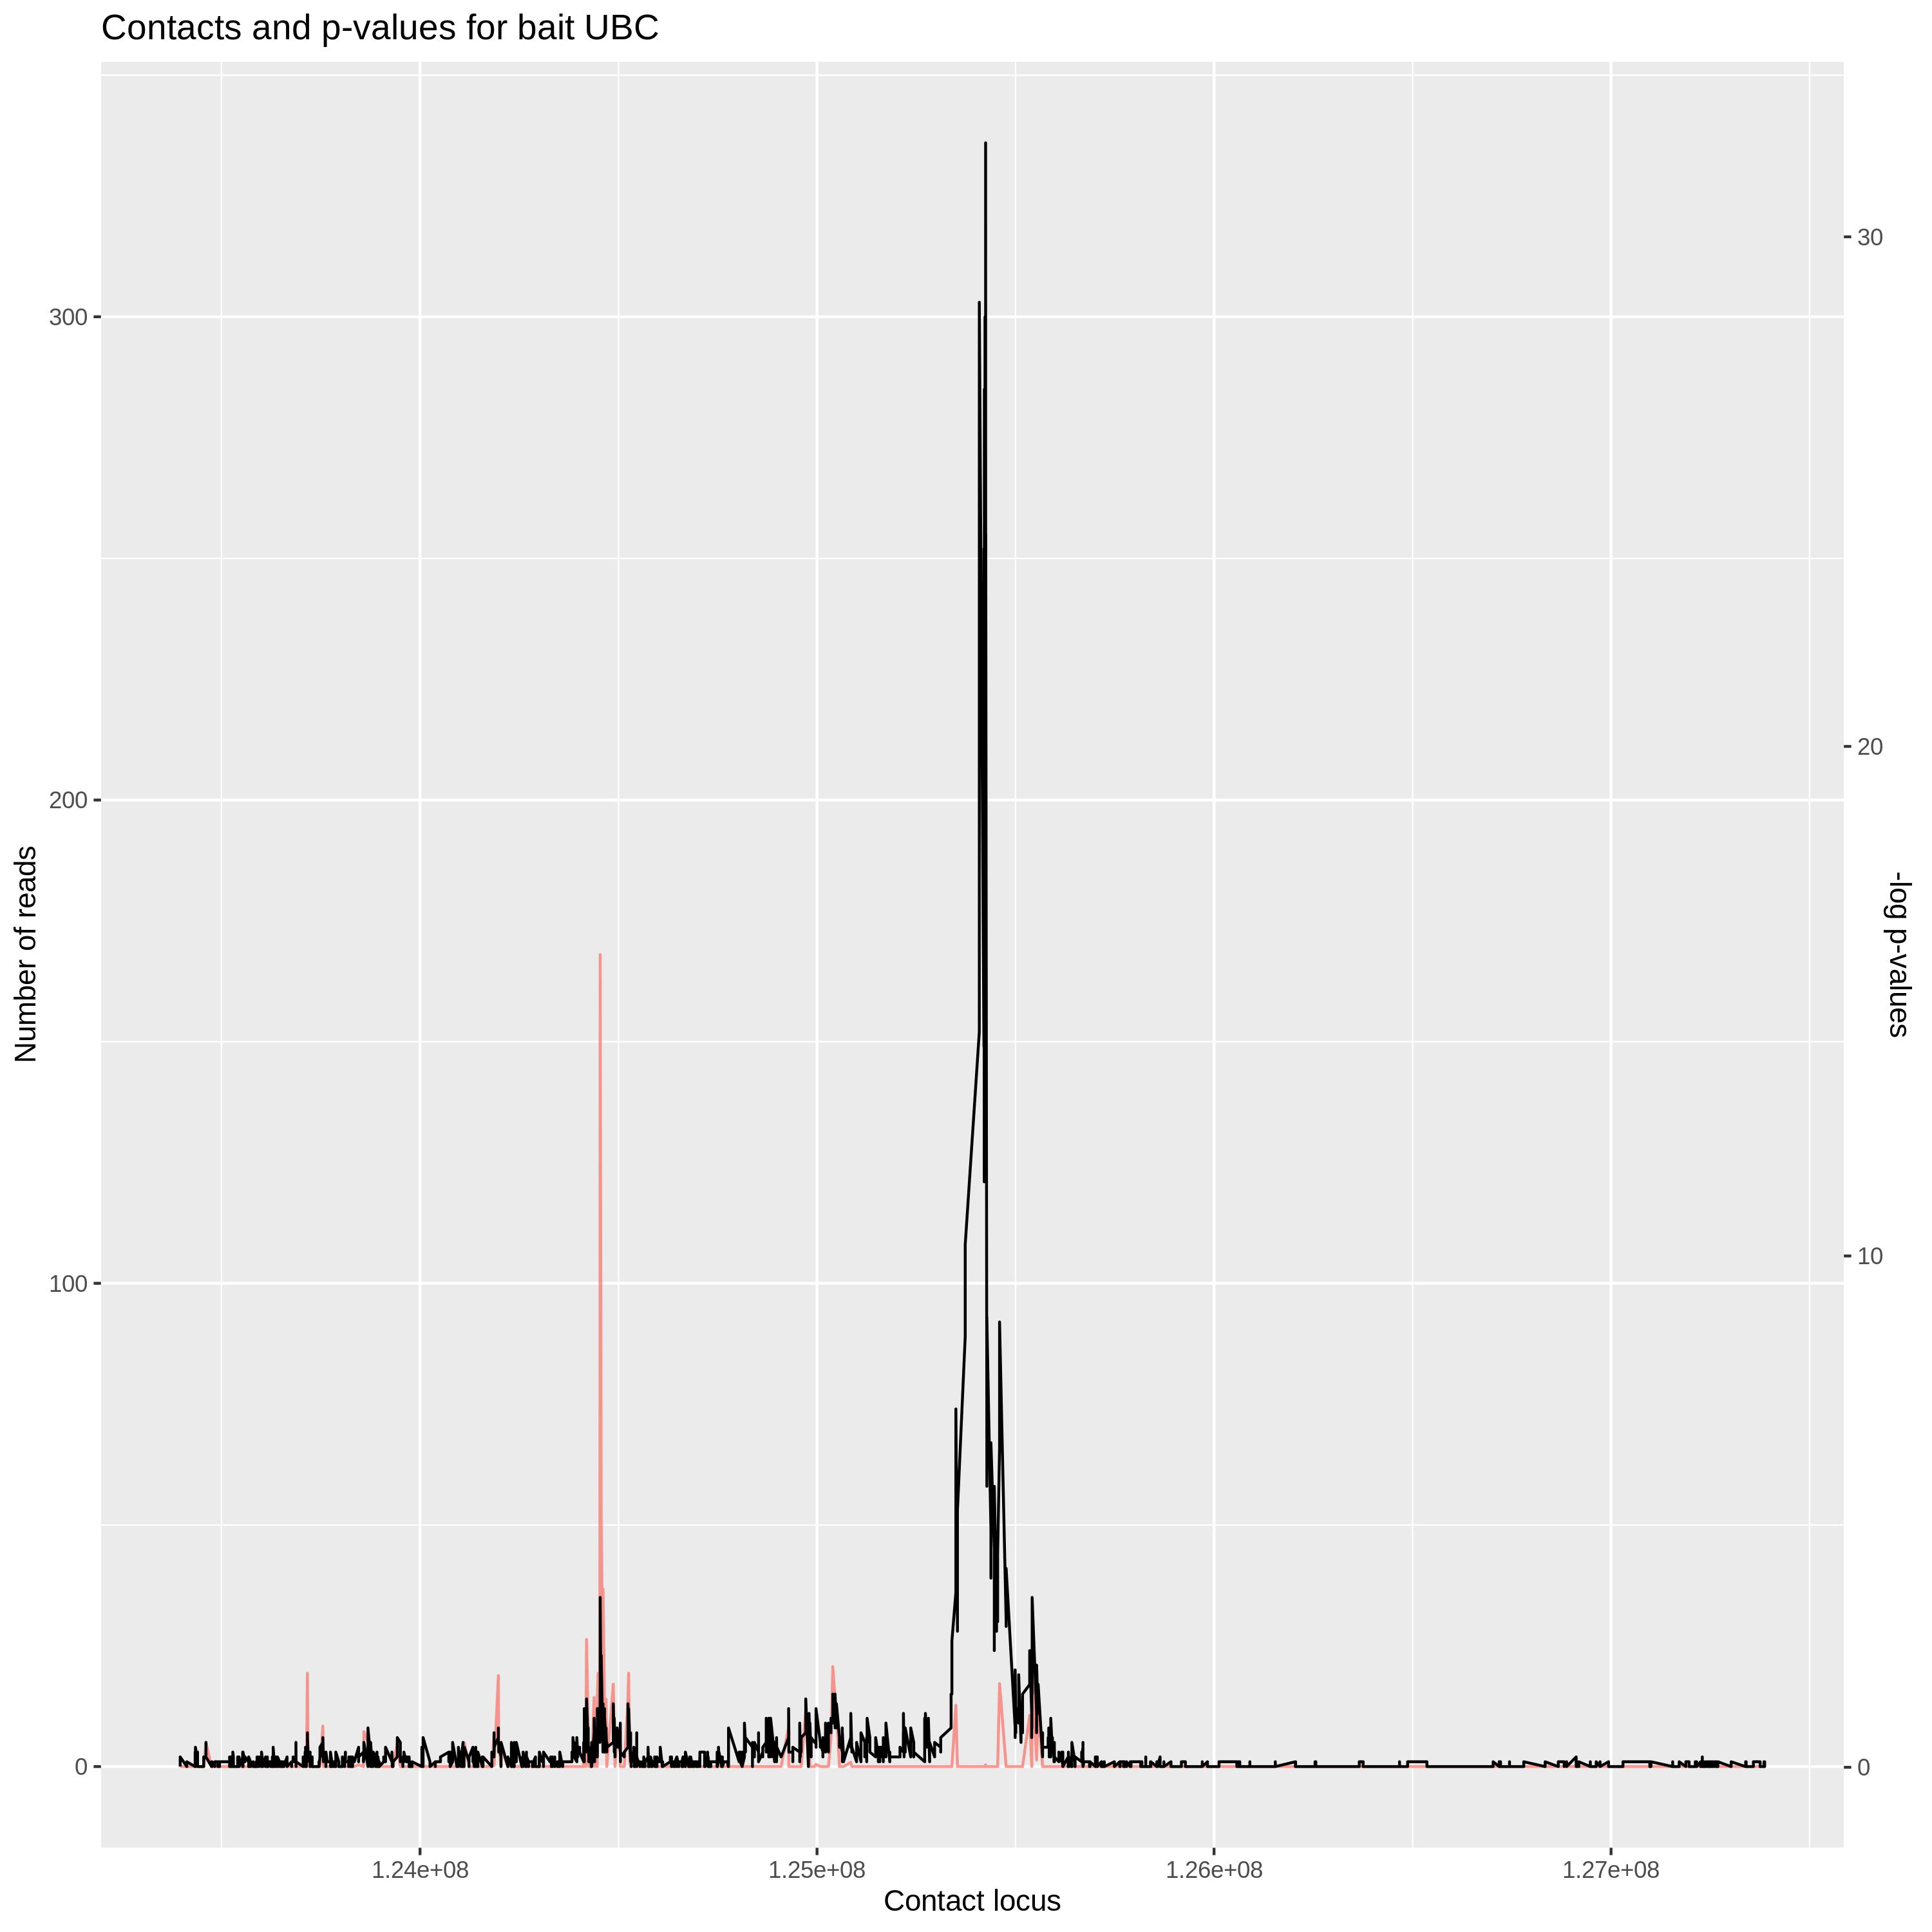 Contacts and p-values for bait UBC
Number of reads
300
200
100
0
30
20
10
0
-log p-values
1.24e+08
1.25e+08
1.26e+08
1.27e+08
Contact locus